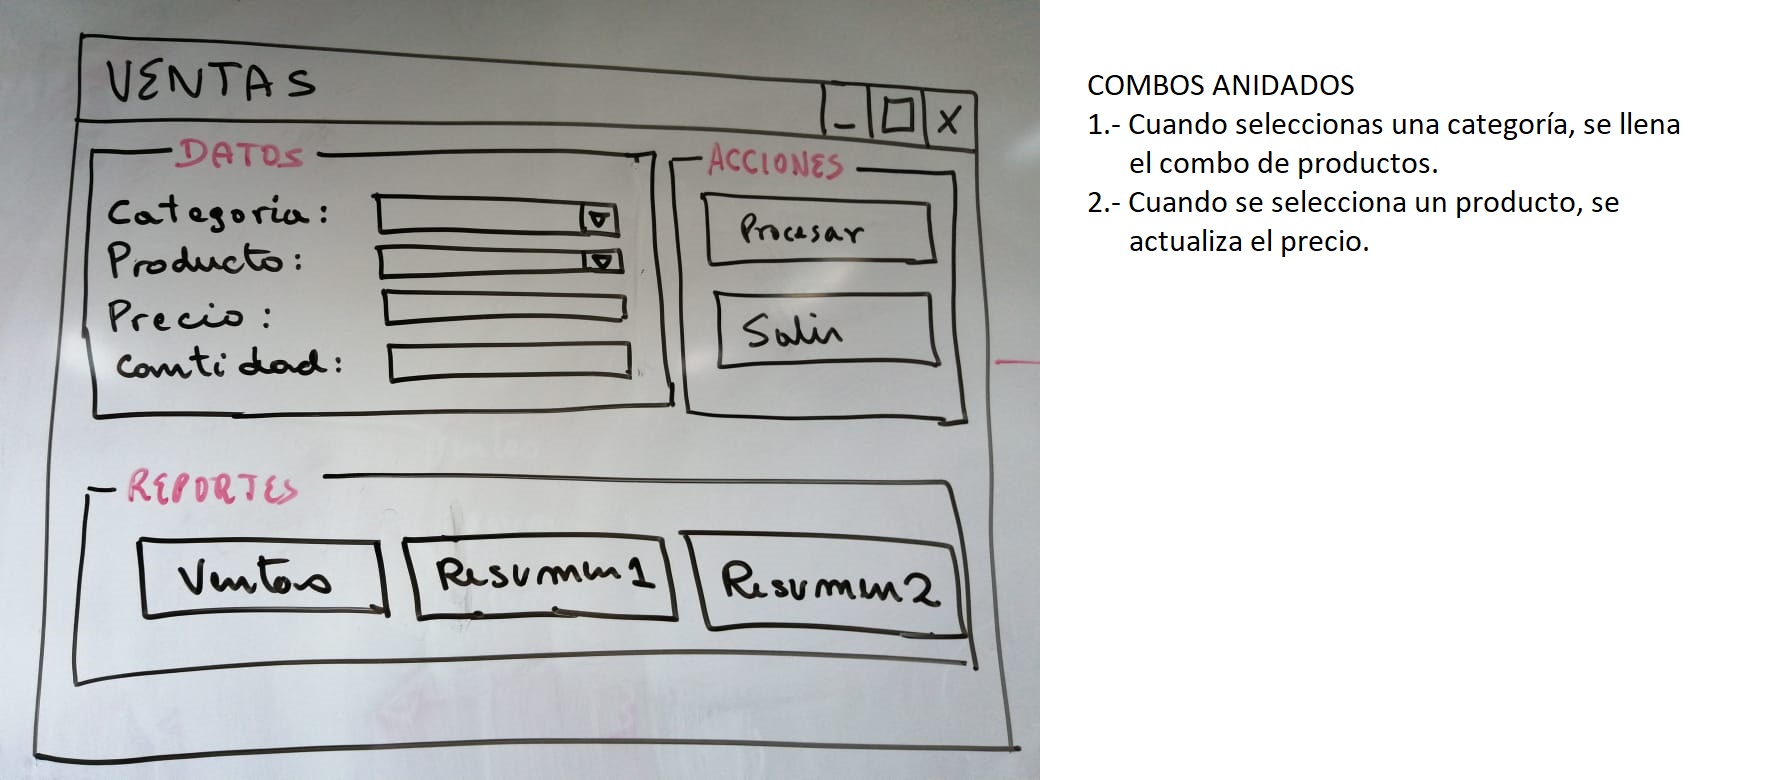 VENTAS
_ □ X
DATOS
Categoria:
Producto:
Precio:
Cantidad:
ACCIONES
Procesar
Salir
REPORTES
Ventas
Resumen1
Resumen2
COMBOS ANIDADOS
1.- Cuando seleccionas una categoría, se llena
el combo de productos.
2.- Cuando se selecciona un producto, se
actualiza el precio.